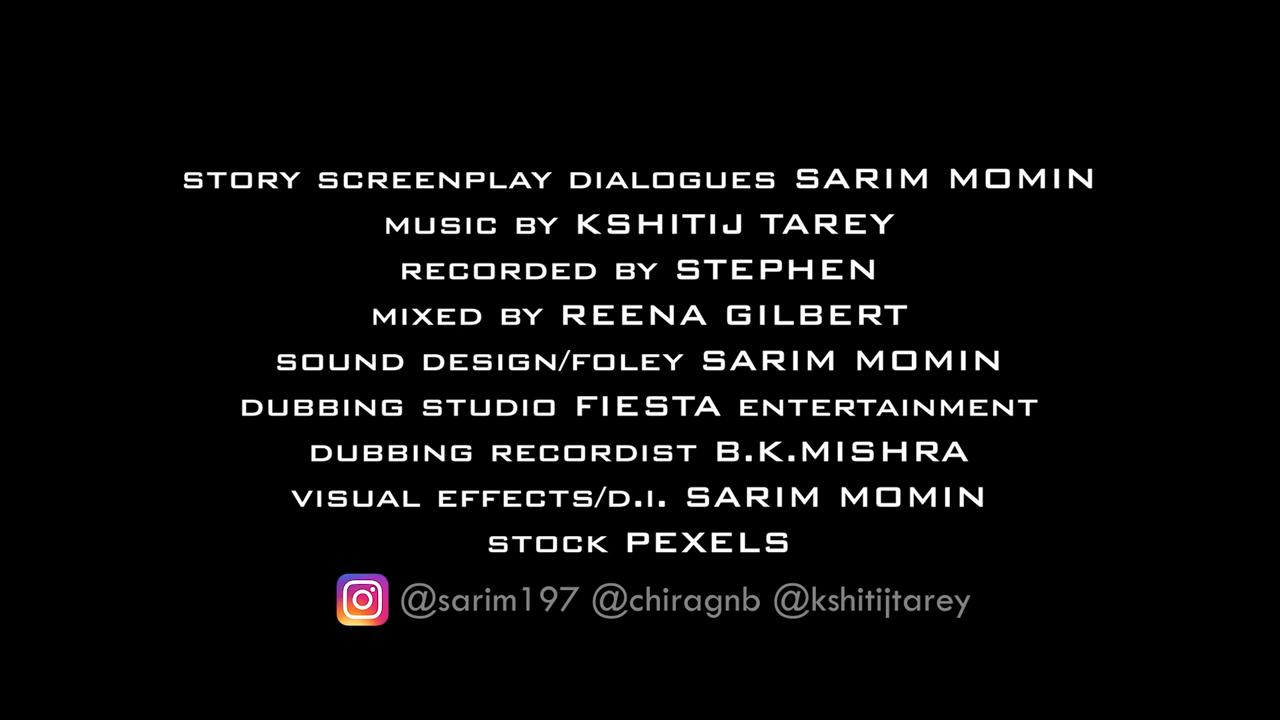 STORY SCREENPLAY DIALOGUES SARIM MOMIN
MUSIC BY KSHITIJ TAREY
RECORDED BY STEPHEN
MIXED BY REENA GILBERT
SOUND DESIGN/FOLEY SARIM MOMIN
DUBBING STUDIO FIESTA ENTERTAINMENT
DUBBING RECORDIST B.K.MISHRA
VISUAL EFFECTS/D.I. SARIM MOMIN
STOCK PEXELS
@sarim197 @chiragnb @kshitijtarey